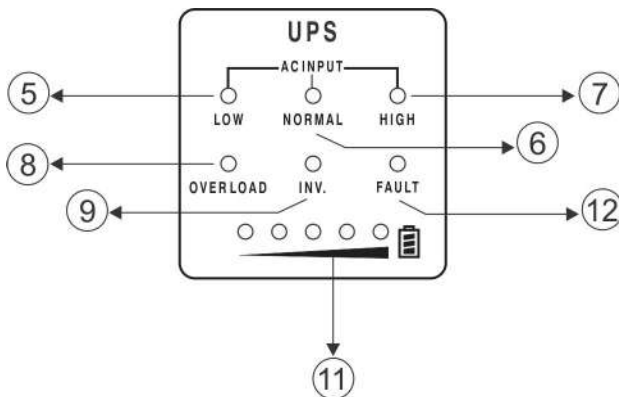 UPS
AC INPUT
5 7
LOW NORMAL HIGH
6
8
OVERLOAD INV. FAULT
9 12
11